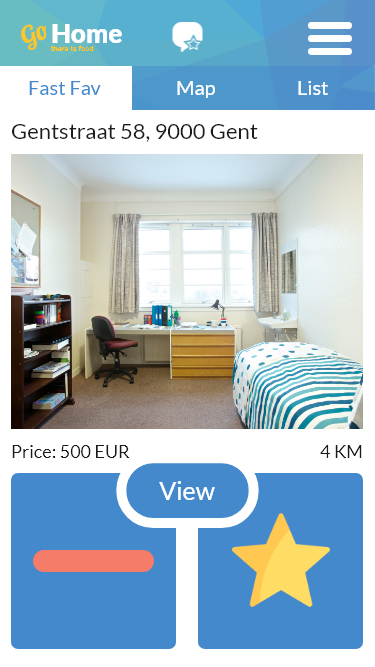 Go Home
there is food
Fast Fav
Map
List
Gentstraat 58, 9000 Gent
Price: 500 EUR
4 KM
View